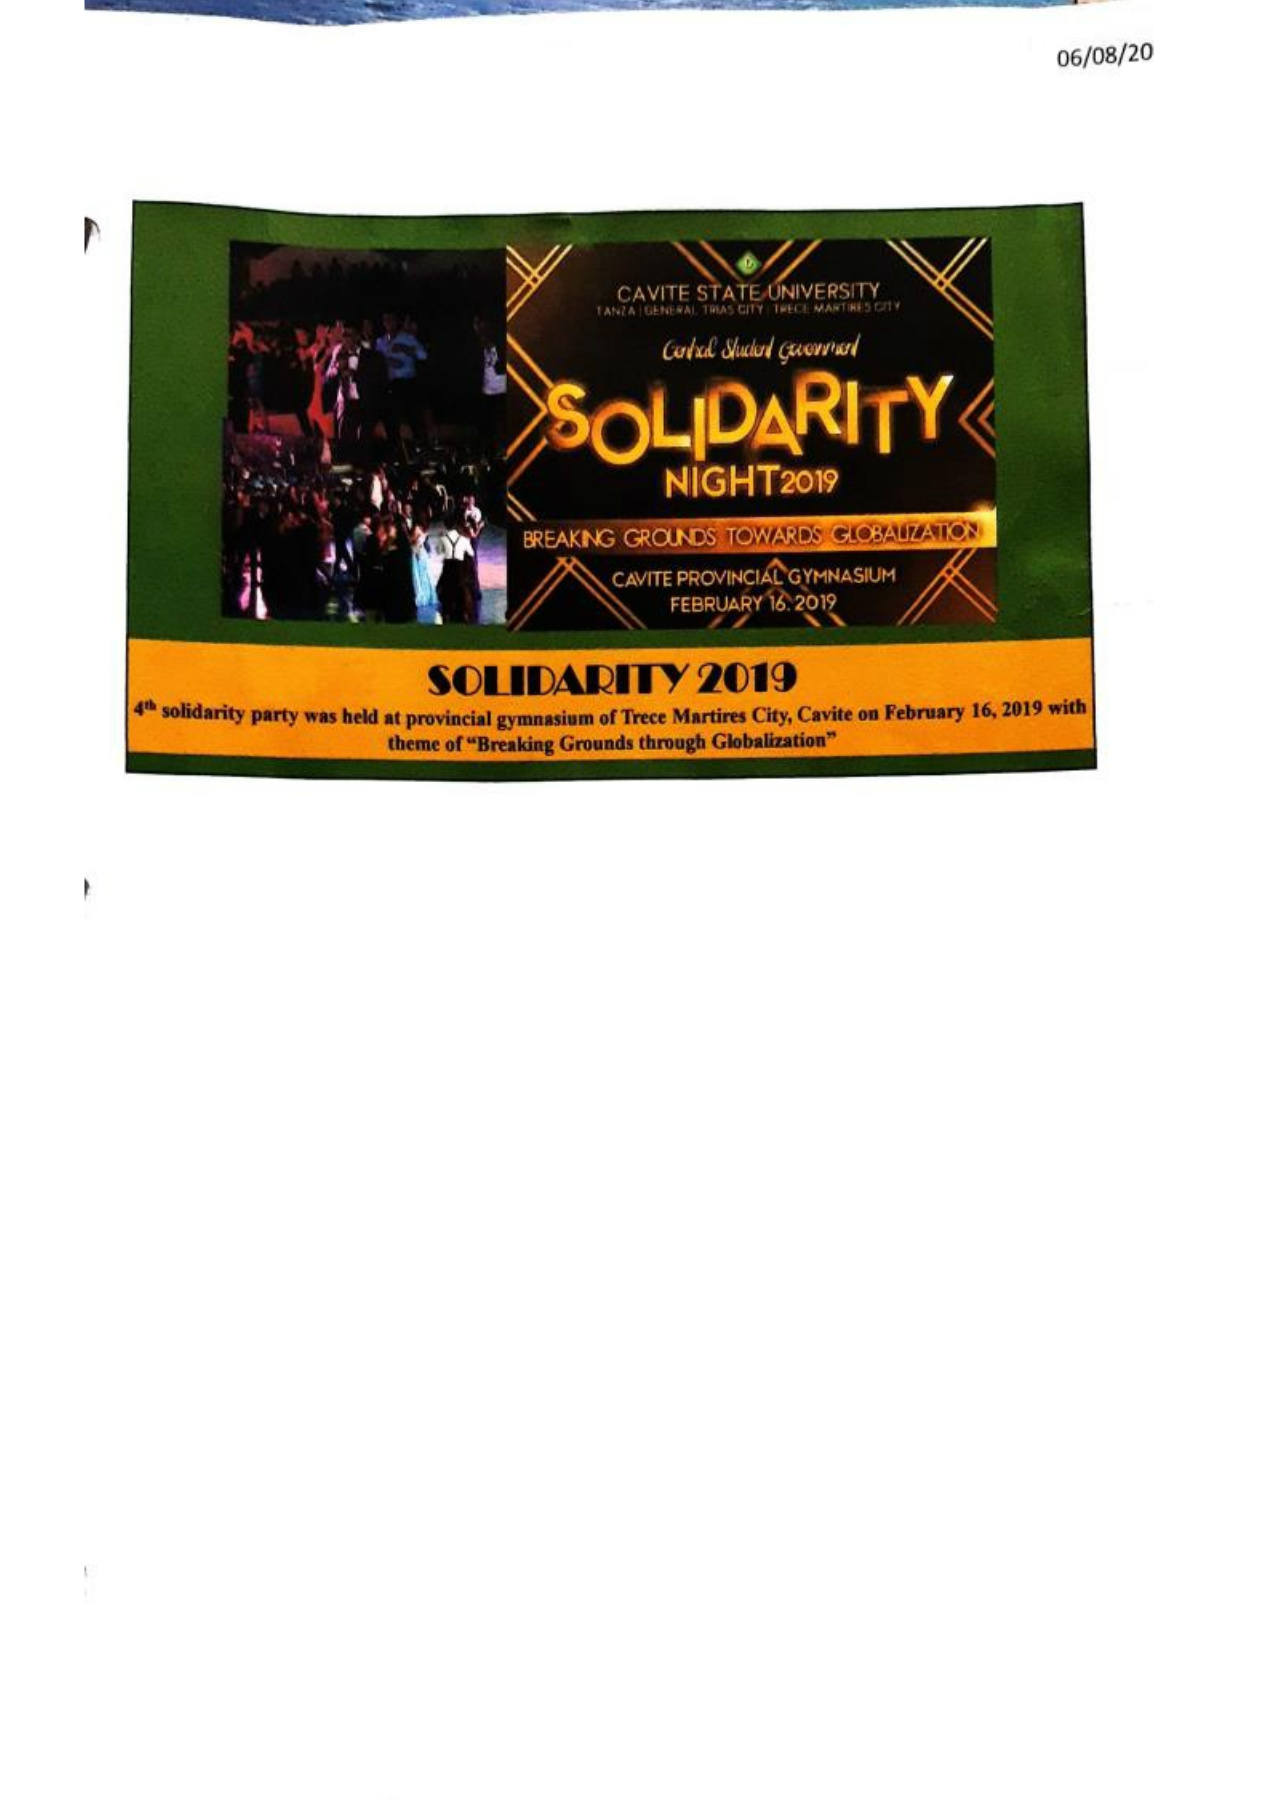 06/08/20
CAVITE STATE UNIVERSITY
TANZA | GENERAL TRIAS CITY | TRECE MARTIRES CITY
Central Student Government
SOLIDARITY
NIGHT2019
BREAKING GROUNDS TOWARDS GLOBALIZATION
CAVITE PROVINCIAL GYMNASIUM
FEBRUARY 16. 2019
SOLIDARITY 2019
4th solidarity party was held at provincial gymnasium of Trece Martires City, Cavite on February 16, 2019 with
theme of “Breaking Grounds through Globalization”